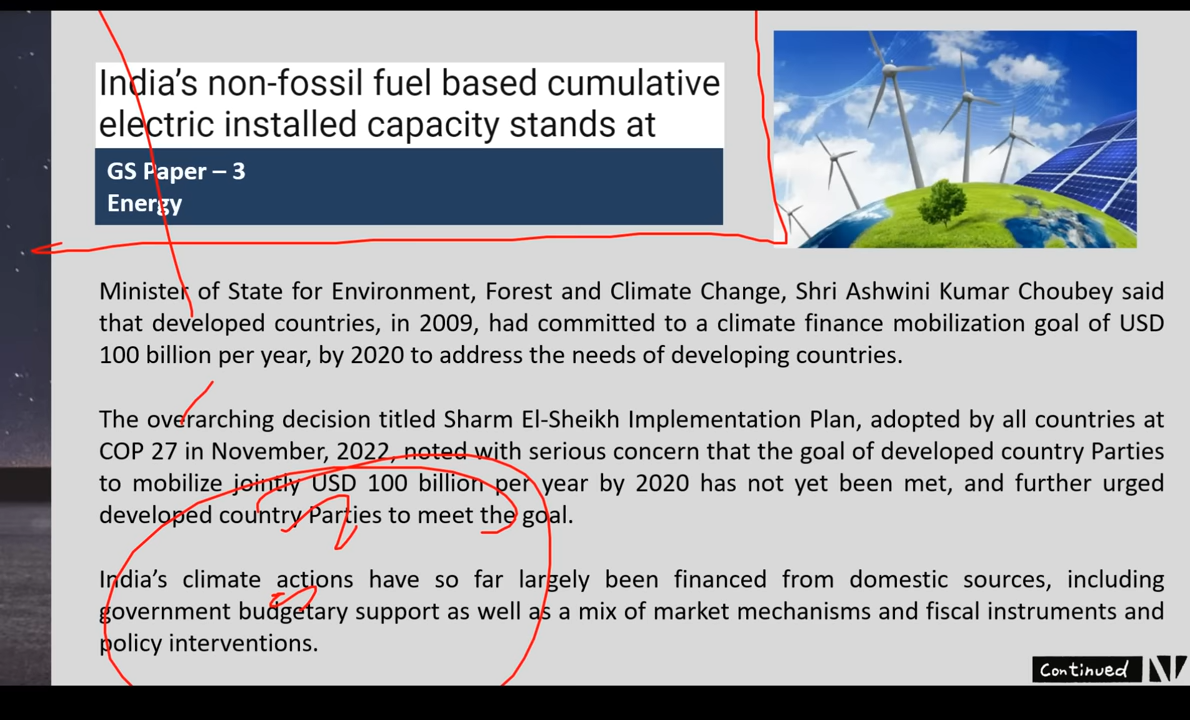 India's non-fossil fuel based cumulative
electric installed capacity stands at
GS Paper – 3
Energy
Minister of State for Environment, Forest and Climate Change, Shri Ashwini Kumar Choubey said
that developed countries, in 2009, had committed to a climate finance mobilization goal of USD
100 billion per year, by 2020 to address the needs of developing countries.
The overarching decision titled Sharm El-Sheikh Implementation Plan, adopted by all countries at
COP 27 in November, 2022, noted with serious concern that the goal of developed country Parties
to mobilize jointly USD 100 billion per year by 2020 has not yet been met, and further urged
developed country Parties to meet the goal.
India's climate actions have so far largely been financed from domestic sources, including
government budgetary support as well as a mix of market mechanisms and fiscal instruments and
policy interventions.
Continued